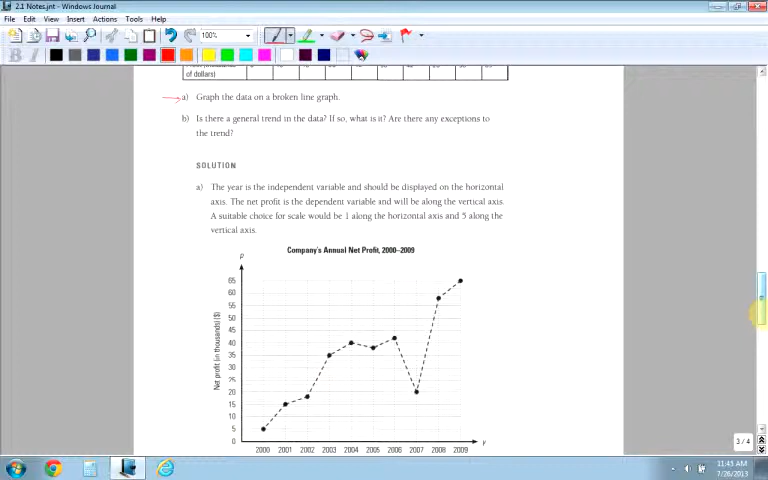 2.1 Notes.jnt - Windows Journal
File Edit View Insert Actions Tools Help
100%
of dollars)
a) Graph the data on a broken line graph.
b) Is there a general trend in the data? If so, what is it? Are there any exceptions to
the trend?
SOLUTION
a) The year is the independent variable and should be displayed on the horizontal
axis. The net profit is the dependent variable and will be along the vertical axis.
A suitable choice for scale would be 1 along the horizontal axis and 5 along the
vertical axis.
Company's Annual Net Profit, 2000–2009
p
65
60
55
50
45
40
35
30
25
20
15
10
5
0
Net profit (in thousands) ($)
y
2000 2001 2002 2003 2004 2005 2006 2007 2008 2009
3 / 4
11:43 AM
7/26/2013